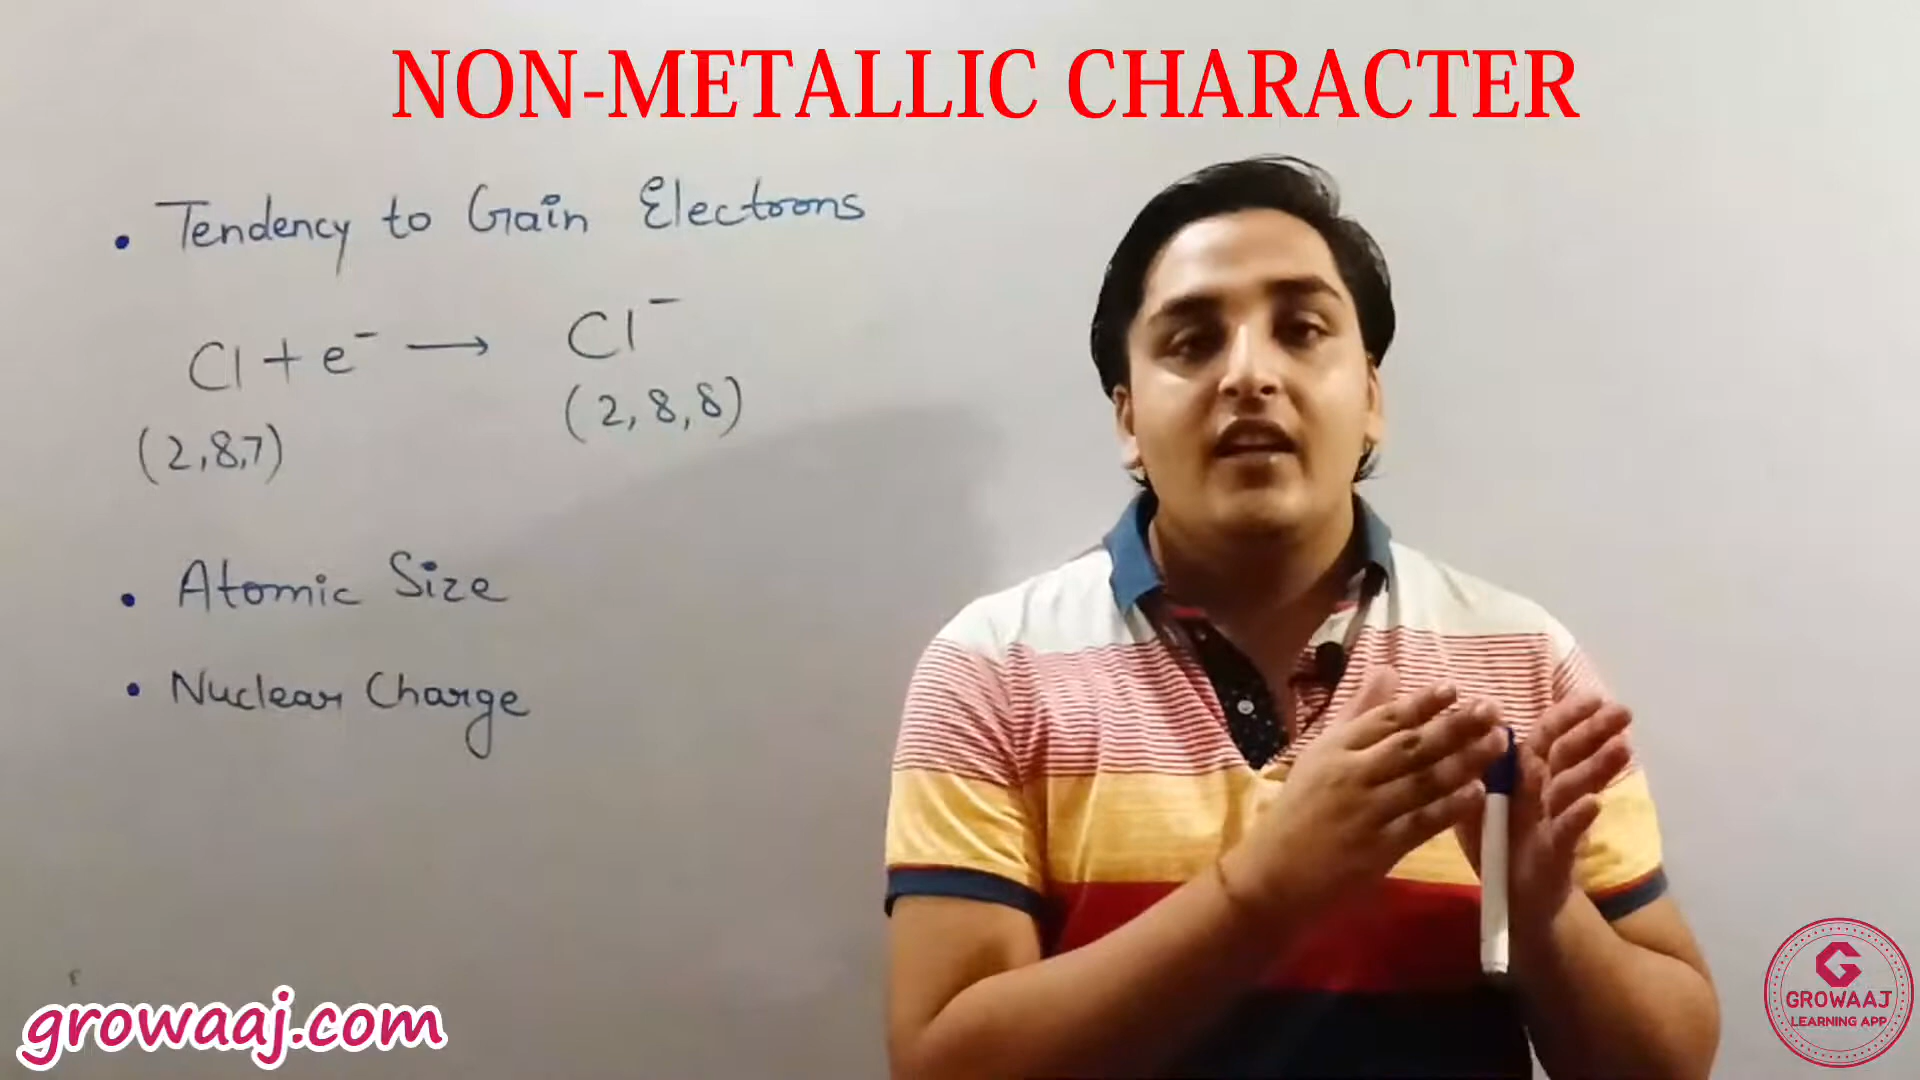 NON-METALLIC CHARACTER
• Tendency to Gain Electrons
Cl + e⁻ → Cl⁻
(2,8,7) (2,8,8)
• Atomic Size
• Nuclear Charge
growaaj.com
G
GROWAAJ
LEARNING APP